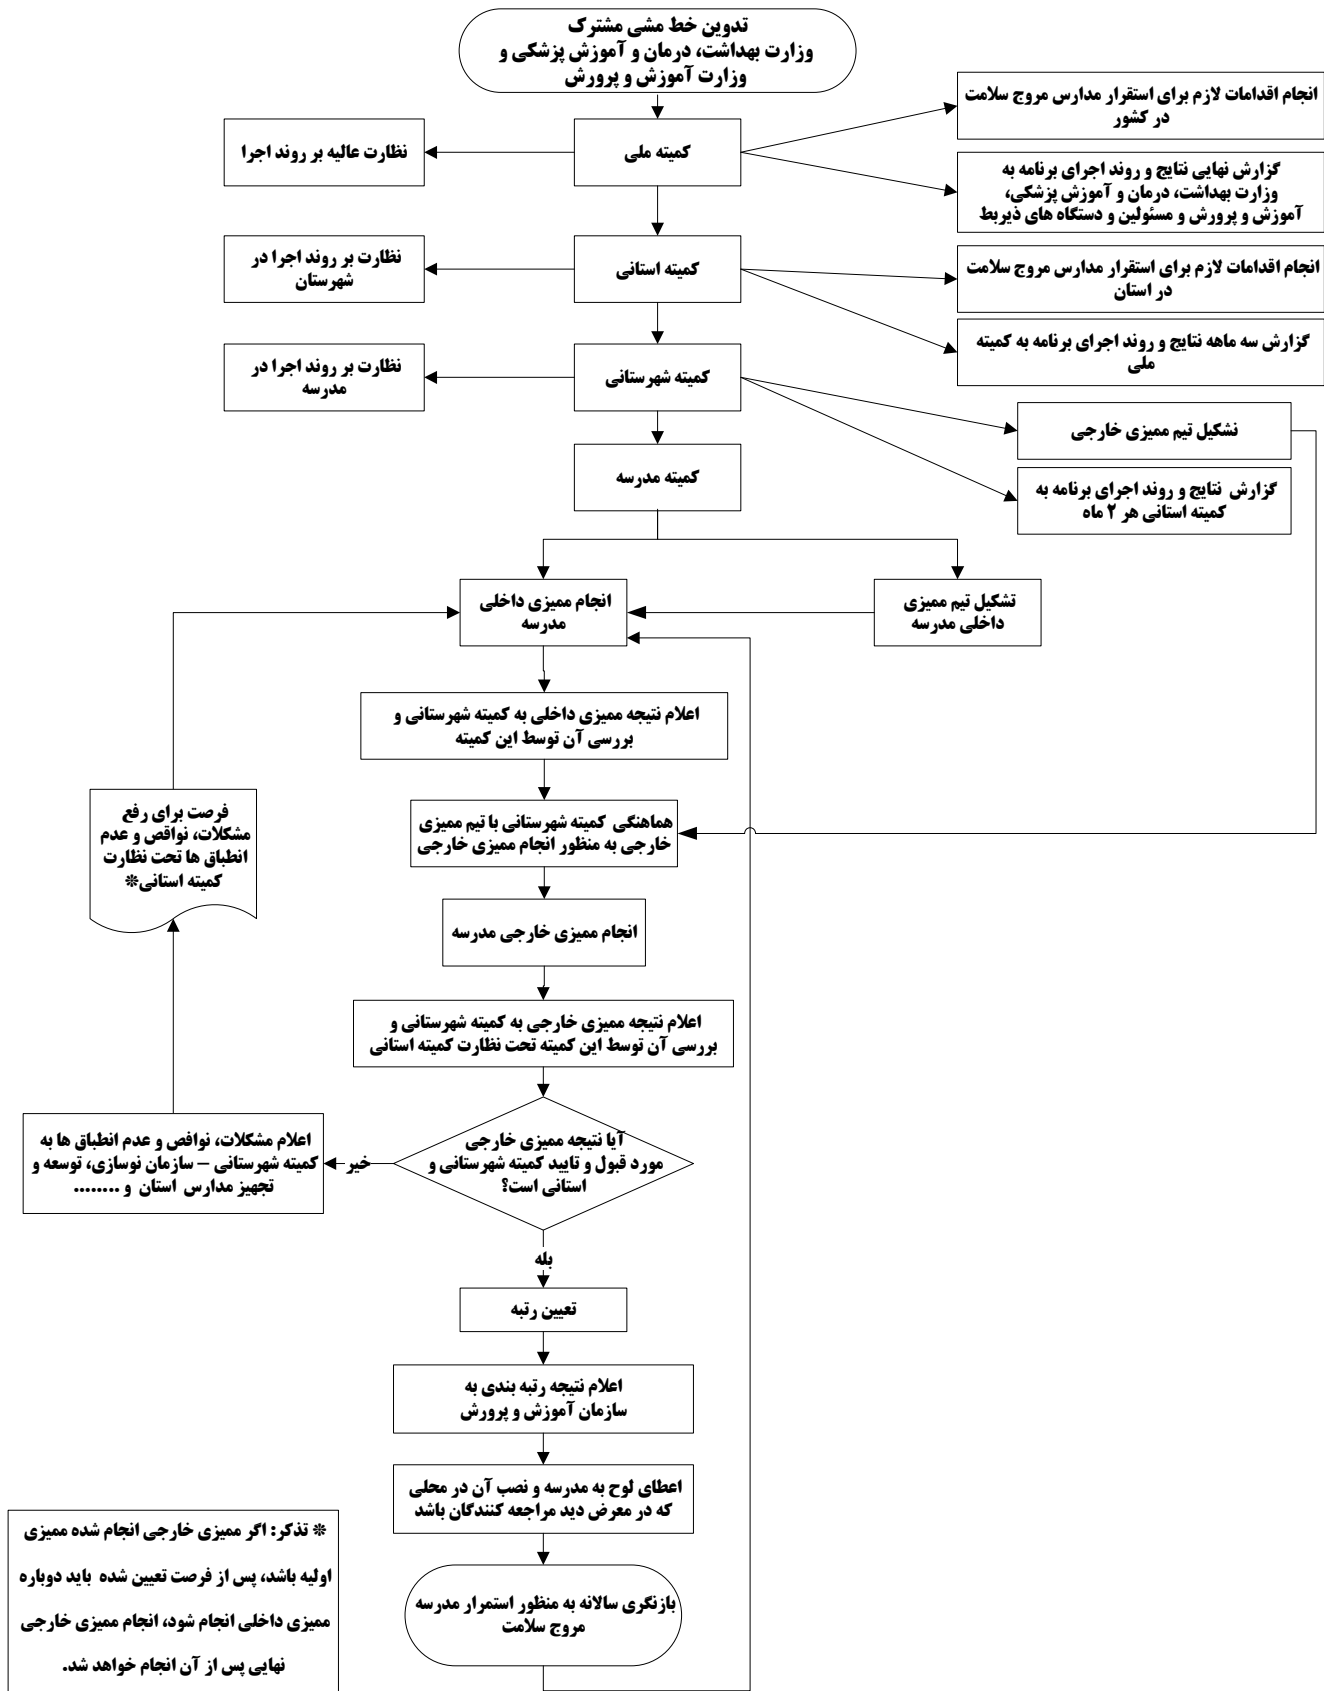 تدوین خط مشی مشترک
وزارت بهداشت، درمان و آموزش پزشکی و
وزارت آموزش و پرورش
انجام اقدامات لازم برای استقرار مدارس مروج سلامت
در کشور
کمیته ملی
نظارت عالیه بر روند اجرا
گزارش نهایی نتایج و روند اجرای برنامه به
وزارت بهداشت، درمان و آموزش پزشکی،
آموزش و پرورش و مسئولین و دستگاه های ذیربط
انجام اقدامات لازم برای استقرار مدارس مروج سلامت
در استان
کمیته استانی
نظارت بر روند اجرا در
شهرستان
گزارش سه ماهه نتایج و روند اجرای برنامه به کمیته
ملی
کمیته شهرستانی
نظارت بر روند اجرا در
مدرسه
نشکیل تیم ممیزی خارجی
کمیته مدرسه
گزارش نتایج و روند اجرای برنامه به
کمیته استانی هر ۲ ماه
تشکیل تیم ممیزی
داخلی مدرسه
انجام ممیزی داخلی
مدرسه
اعلام نتیجه ممیزی داخلی به کمیته شهرستانی و
بررسی آن توسط این کمیته
هماهنگی کمیته شهرستانی با تیم ممیزی
خارجی به منظور انجام ممیزی خارجی
فرصت برای رفع
مشکلات، نواقص و عدم
انطباق ها تحت نظارت
کمیته استانی*
انجام ممیزی خارجی مدرسه
اعلام نتیجه ممیزی خارجی به کمیته شهرستانی و
بررسی آن توسط این کمیته تحت نظارت کمیته استانی
آیا نتیجه ممیزی خارجی
مورد قبول و تایید کمیته شهرستانی و
استانی است؟
خیر
اعلام مشکلات، نوافص و عدم انطباق ها به
کمیته شهرستانی – سازمان نوسازی، توسعه و
تجهیز مدارس استان و ........
بله
تعیین رتبه
اعلام نتیجه رتبه بندی به
سازمان آموزش و پرورش
اعطای لوح به مدرسه و نصب آن در محلی
که در معرض دید مراجعه کنندگان باشد
بازنگری سالانه به منظور استمرار مدرسه
مروج سلامت
* تذکر: اگر ممیزی خارجی انجام شده ممیزی
اولیه باشد، پس از فرصت تعیین شده باید دوباره
ممیزی داخلی انجام شود، انجام ممیزی خارجی
نهایی پس از آن انجام خواهد شد.